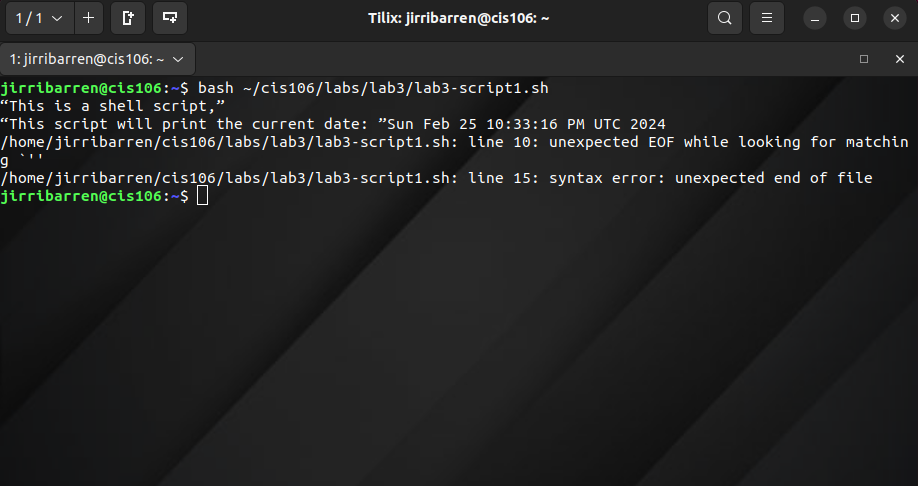 1 / 1
Tilix: jirribarren@cis106: ~
1: jirribarren@cis106: ~
jirribarren@cis106:~$ bash ~/cis106/labs/lab3/lab3-script1.sh
“This is a shell script,”
“This script will print the current date: ”Sun Feb 25 10:33:16 PM UTC 2024
/home/jirribarren/cis106/labs/lab3/lab3-script1.sh: line 10: unexpected EOF while looking for matchin
g `''
/home/jirribarren/cis106/labs/lab3/lab3-script1.sh: line 15: syntax error: unexpected end of file
jirribarren@cis106:~$